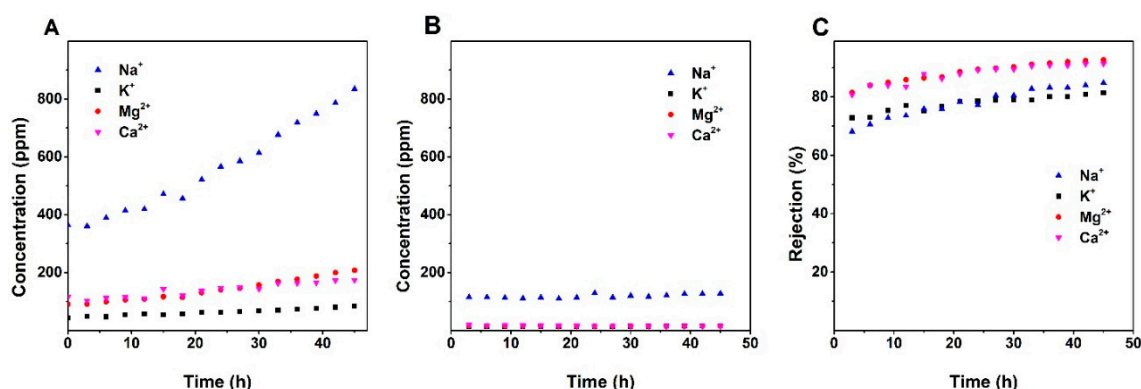 A
Na⁺
K⁺
Mg²⁺
Ca²⁺
Concentration (ppm)
800
600
400
200
0
10
20
30
40
Time (h)
B
Na⁺
K⁺
Mg²⁺
Ca²⁺
Concentration (ppm)
800
600
400
200
0
10
20
30
40
50
Time (h)
C
Na⁺
K⁺
Mg²⁺
Ca²⁺
Rejection (%)
80
60
40
20
0
10
20
30
40
50
Time (h)